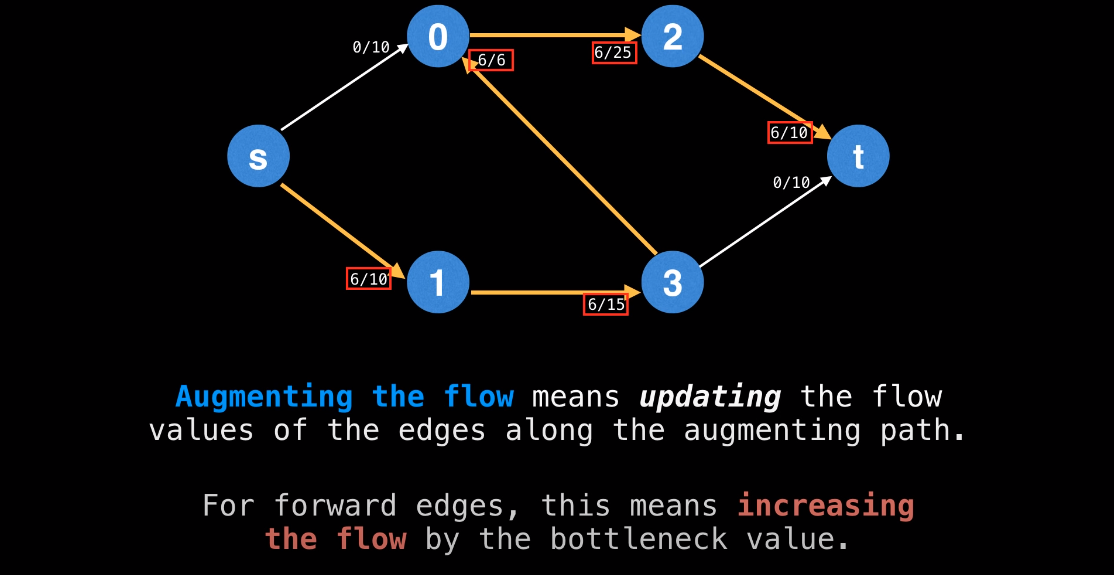 0
2
0/10
6/6
6/25
6/10
s
t
0/10
6/10
1
3
6/15
Augmenting the flow means updating the flow
values of the edges along the augmenting path.
For forward edges, this means increasing
the flow by the bottleneck value.